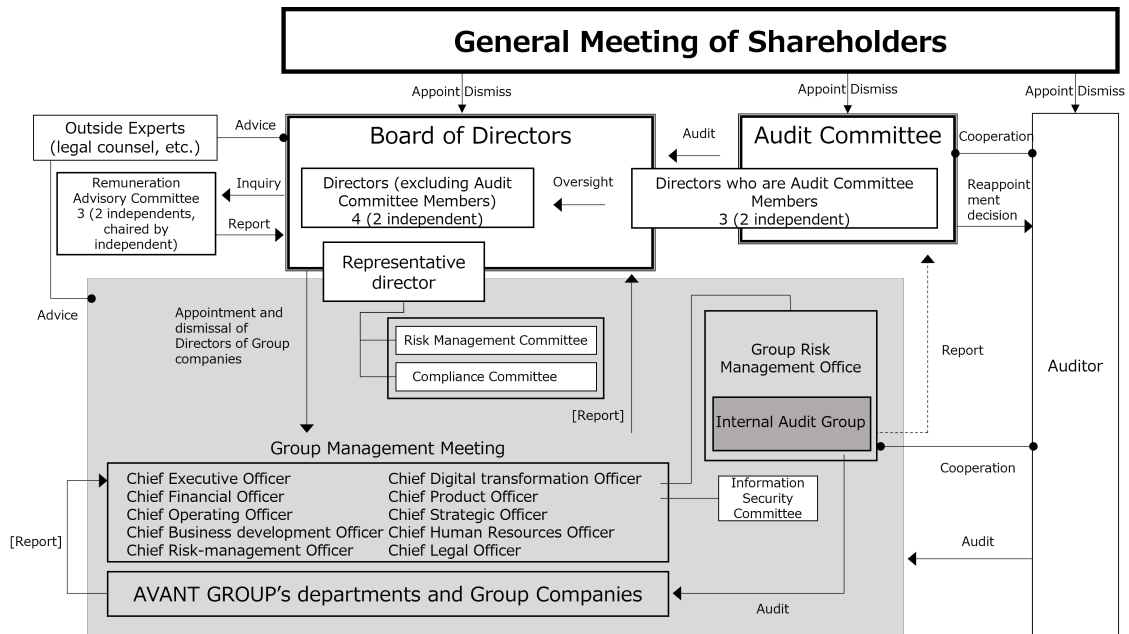 General Meeting of Shareholders
Appoint Dismiss
Appoint Dismiss
Appoint Dismiss
Outside Experts
(legal counsel, etc.)
Advice
Board of Directors
Audit
Audit Committee
Cooperation
Remuneration
Advisory Committee
3 (2 independents,
chaired by
independent)
Inquiry
Report
Directors (excluding Audit
Committee Members)
4 (2 independent)
Oversight
Directors who are Audit Committee
Members
3 (2 independent)
Reappoint
ment
decision
Representative
director
Advice
Appointment and
dismissal of
Directors of Group
companies
Risk Management Committee
Compliance Committee
[Report]
Group Risk
Management Office
Internal Audit Group
Report
Auditor
Cooperation
Group Management Meeting
Chief Executive Officer
Chief Financial Officer
Chief Operating Officer
Chief Business development Officer
Chief Risk-management Officer
Chief Digital transformation Officer
Chief Product Officer
Chief Strategic Officer
Chief Human Resources Officer
Chief Legal Officer
Information
Security
Committee
[Report]
Audit
AVANT GROUP's departments and Group Companies
Audit